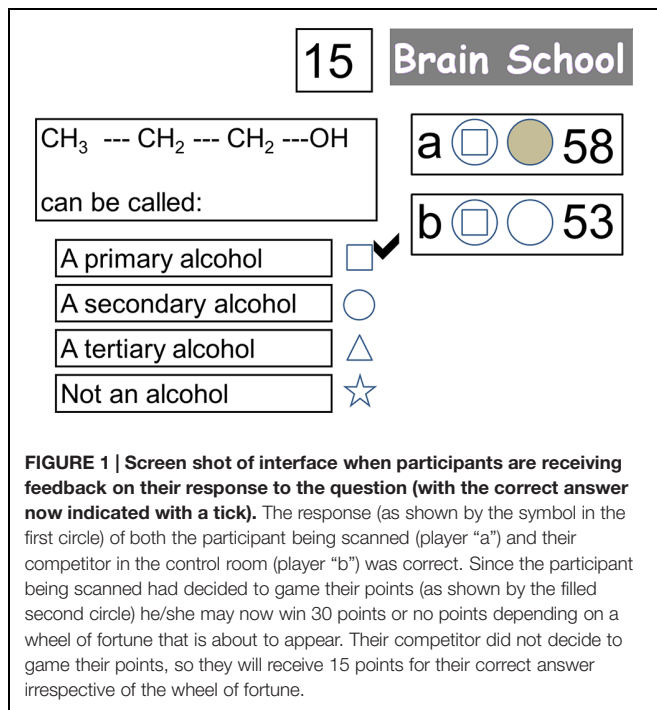 15
Brain School
CH₃ --- CH₂ --- CH₂ ---OH
can be called:
a 58
b 53
A primary alcohol
A secondary alcohol
A tertiary alcohol
Not an alcohol
FIGURE 1 | Screen shot of interface when participants are receiving
feedback on their response to the question (with the correct answer
now indicated with a tick). The response (as shown by the symbol in the
first circle) of both the participant being scanned (player “a”) and their
competitor in the control room (player “b”) was correct. Since the participant
being scanned had decided to game their points (as shown by the filled
second circle) he/she may now win 30 points or no points depending on a
wheel of fortune that is about to appear. Their competitor did not decide to
game their points, so they will receive 15 points for their correct answer
irrespective of the wheel of fortune.